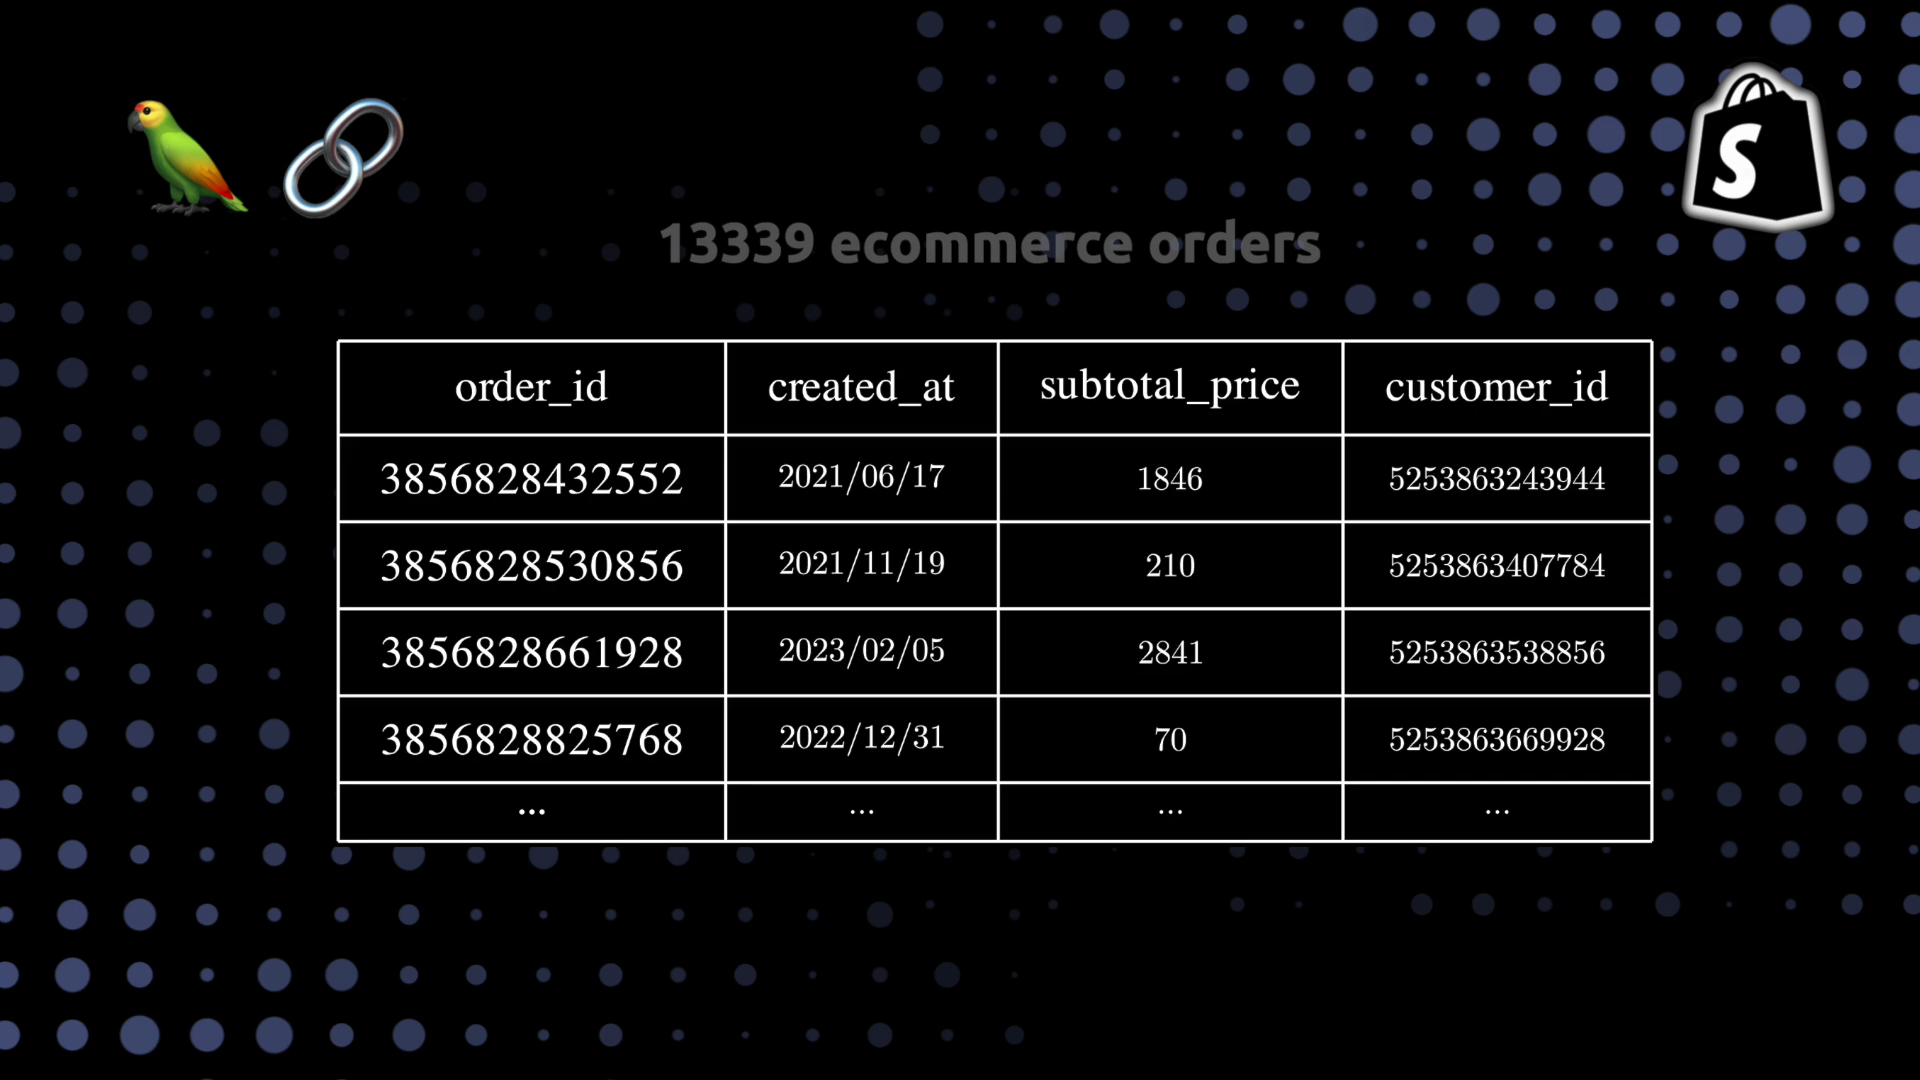 S
13339 ecommerce orders
order_id created_at subtotal_price customer_id
3856828432552 2021/06/17 1846 5253863243944
3856828530856 2021/11/19 210 5253863407784
3856828661928 2023/02/05 2841 5253863538856
3856828825768 2022/12/31 70 5253863669928
... ... ... ...